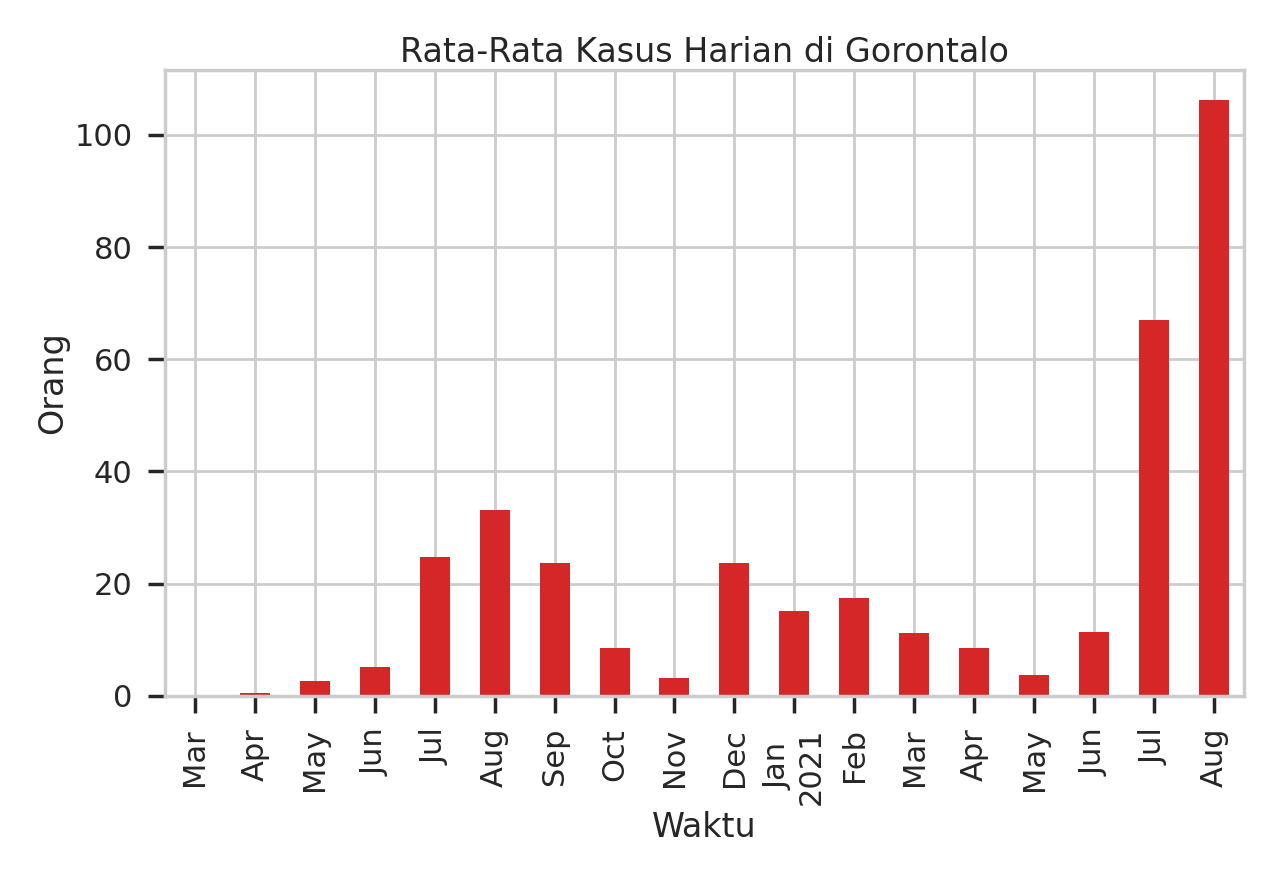 Rata-Rata Kasus Harian di Gorontalo
100
80
60
40
20
0
Orang
Mar
Apr
May
Jun
Jul
Aug
Sep
Oct
Nov
Dec
Jan
2021
Feb
Mar
Apr
May
Jun
Jul
Aug
Waktu